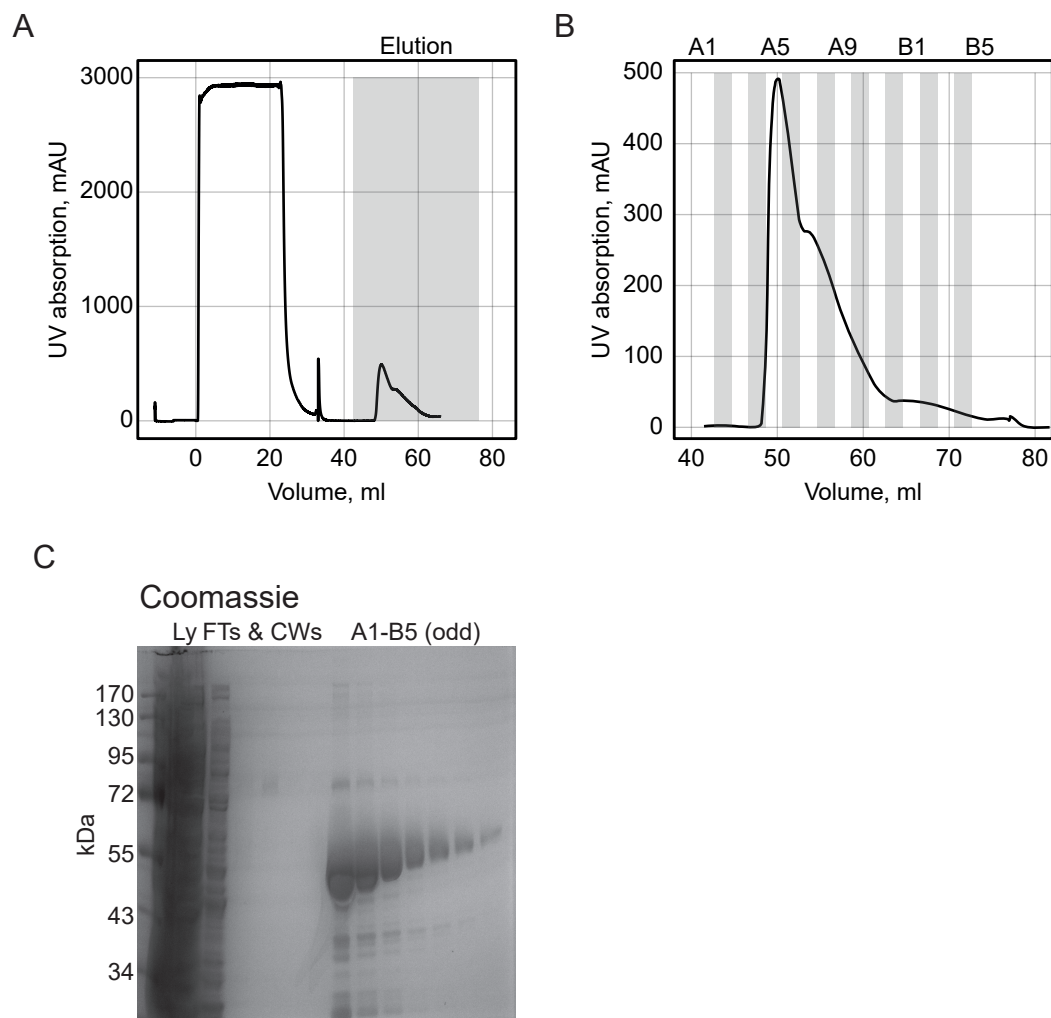 A
Elution
3000
2000
1000
0
UV absorption, mAU
0 20 40 60 80
Volume, ml
B
A1 A5 A9 B1 B5
500
400
300
200
100
0
UV absorption, mAU
40 50 60 70 80
Volume, ml
C
Coomassie
Ly FTs & CWs A1-B5 (odd)
170
130
95
72
55
43
34
kDa